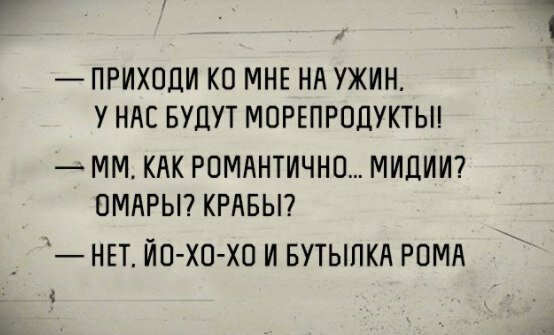 — ПРИХОДИ КО МНЕ НА УЖИН.
У НАС БУДУТ МОРЕПРОДУКТЫ!
— ММ, КАК РОМАНТИЧНО... МИДИИ?
ОМАРЫ? КРАБЫ?
— НЕТ, ЙО-ХО-ХО И БУТЫЛКА РОМА